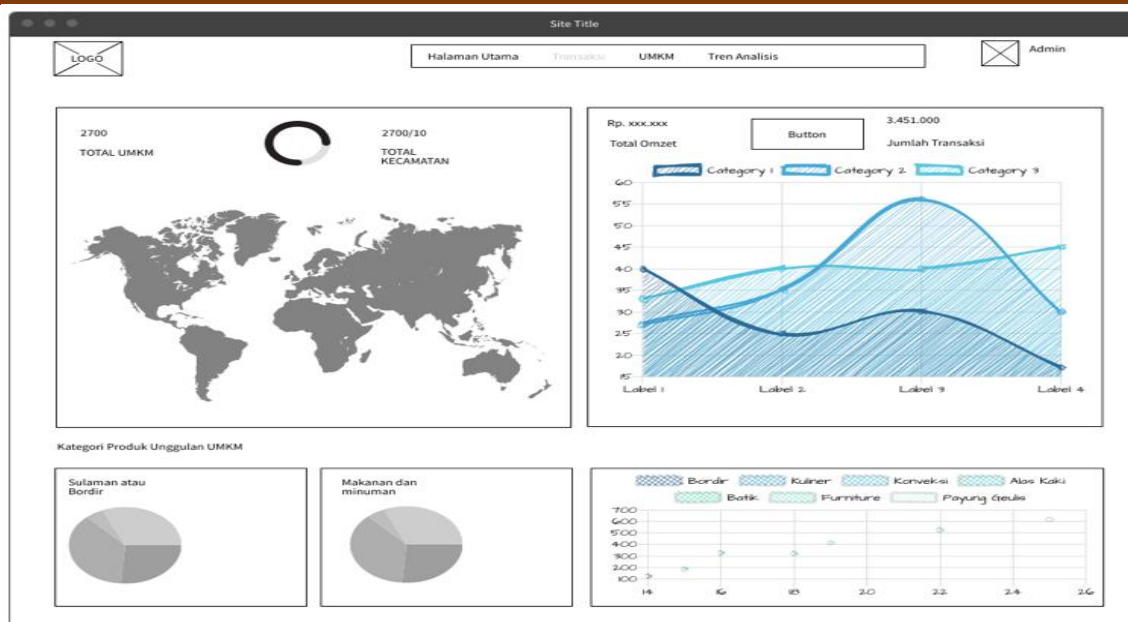 Site Title
LOGO
Halaman Utama Transaksi UMKM Tren Analisis
Admin
2700
TOTAL UMKM
2700/10
TOTAL
KECAMATAN
Rp. xxx.xxx
Total Omzet
Button
3.451.000
Jumlah Transaksi
Category 1 Category 2 Category 3
60
55
50
45
40
35
30
25
20
15
Label 1 Label 2 Label 3 Label 4
Kategori Produk Unggulan UMKM
Sulaman atau
Bordir
Makanan dan
minuman
Bordir Kuliner Konveksi Alas Kaki
Batik Furniture Payung Geulis
700
600
500
400
300
200
100
14 16 18 20 22 24 26